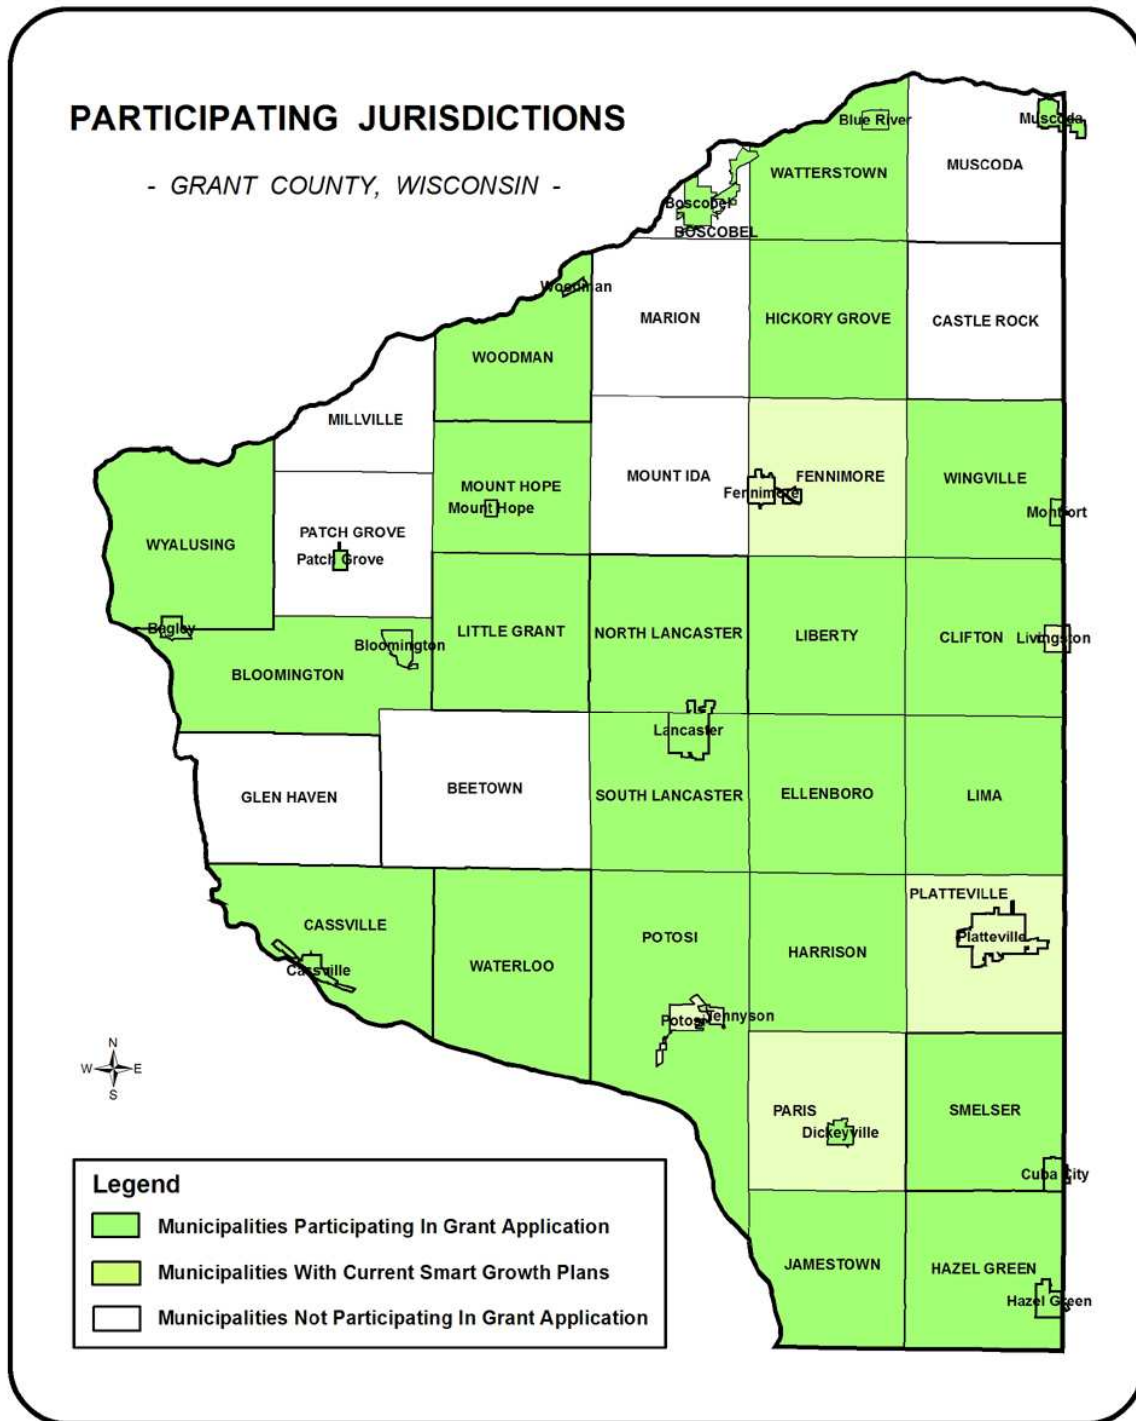 PARTICIPATING JURISDICTIONS
- GRANT COUNTY, WISCONSIN -
Blue River
Muscoda
WATTERSTOWN
MUSCODA
Boscobel
BOSCOBEL
Woodman
MARION
HICKORY GROVE
CASTLE ROCK
WOODMAN
MILLVILLE
MOUNT HOPE
MOUNT IDA
FENNIMORE
WINGVILLE
Fennimore
Mount Hope
Montfort
WYALUSING
PATCH GROVE
Patch Grove
Bagley
LITTLE GRANT
NORTH LANCASTER
LIBERTY
CLIFTON
Livingston
Bloomington
BLOOMINGTON
Lancaster
GLEN HAVEN
BEETOWN
SOUTH LANCASTER
ELLENBORO
LIMA
PLATTEVILLE
CASSVILLE
POTOSI
Platteville
HARRISON
Cassville
WATERLOO
Potosi
Tennyson
N
W
E
S
PARIS
SMELSER
Dickeyville
Cuba City
JAMESTOWN
HAZEL GREEN
Hazel Green
Legend
Municipalities Participating In Grant Application
Municipalities With Current Smart Growth Plans
Municipalities Not Participating In Grant Application